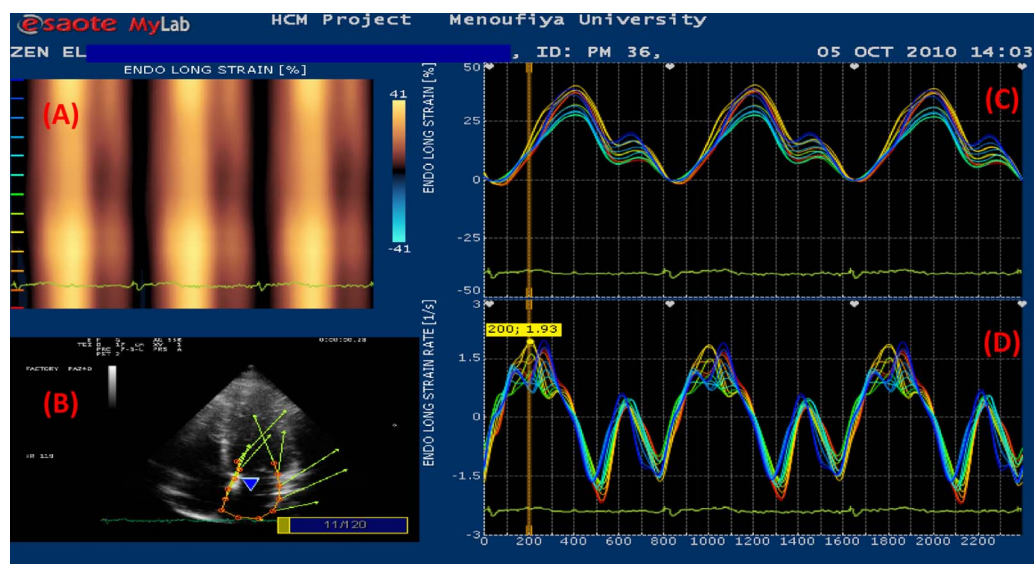 esaote MyLab HCM Project Menoufiya University
ZEN EL , ID: PM 36, 05 OCT 2010 14:03
ENDO LONG STRAIN [%]
(A)
41
-41
ENDO LONG STRAIN [%]
50
25
0
-25
-50
(C)
(B)
FACTORY
11/120
ENDO LONG STRAIN RATE [1/s]
3
1.5
0
-1.5
-3
200; 1.93
(D)
0 200 400 600 800 1000 1200 1400 1600 1800 2000 2200